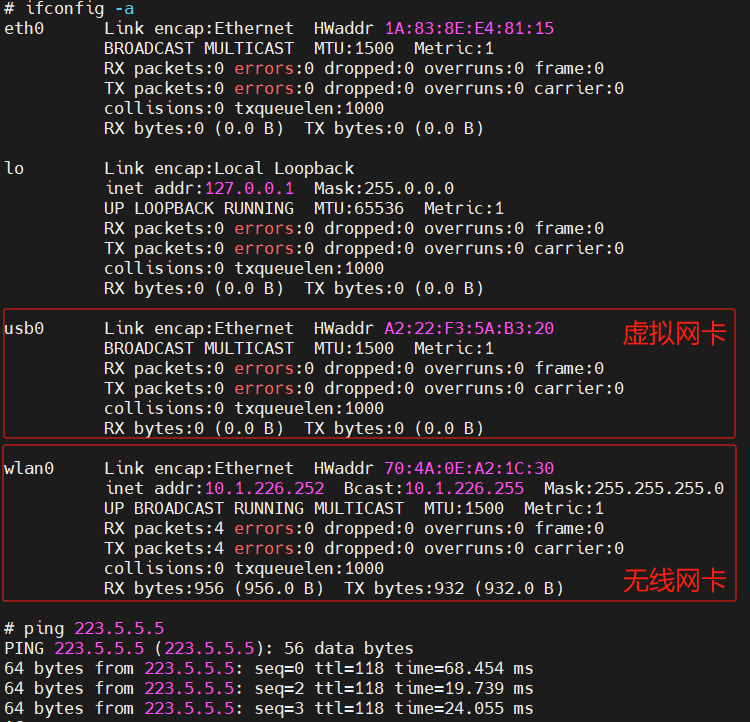 # ifconfig -a
eth0 Link encap:Ethernet HWaddr 1A:83:8E:E4:81:15
BROADCAST MULTICAST MTU:1500 Metric:1
RX packets:0 errors:0 dropped:0 overruns:0 frame:0
TX packets:0 errors:0 dropped:0 overruns:0 carrier:0
collisions:0 txqueuelen:1000
RX bytes:0 (0.0 B) TX bytes:0 (0.0 B)
lo Link encap:Local Loopback
inet addr:127.0.0.1 Mask:255.0.0.0
UP LOOPBACK RUNNING MTU:65536 Metric:1
RX packets:0 errors:0 dropped:0 overruns:0 frame:0
TX packets:0 errors:0 dropped:0 overruns:0 carrier:0
collisions:0 txqueuelen:1000
RX bytes:0 (0.0 B) TX bytes:0 (0.0 B)
usb0 Link encap:Ethernet HWaddr A2:22:F3:5A:B3:20
虚拟网卡
BROADCAST MULTICAST MTU:1500 Metric:1
RX packets:0 errors:0 dropped:0 overruns:0 frame:0
TX packets:0 errors:0 dropped:0 overruns:0 carrier:0
collisions:0 txqueuelen:1000
RX bytes:0 (0.0 B) TX bytes:0 (0.0 B)
wlan0 Link encap:Ethernet HWaddr 70:4A:0E:A2:1C:30
inet addr:10.1.226.252 Bcast:10.1.226.255 Mask:255.255.255.0
UP BROADCAST RUNNING MULTICAST MTU:1500 Metric:1
RX packets:4 errors:0 dropped:0 overruns:0 frame:0
TX packets:4 errors:0 dropped:0 overruns:0 carrier:0
collisions:0 txqueuelen:1000
RX bytes:956 (956.0 B) TX bytes:932 (932.0 B)
无线网卡
# ping 223.5.5.5
PING 223.5.5.5 (223.5.5.5): 56 data bytes
64 bytes from 223.5.5.5: seq=0 ttl=118 time=68.454 ms
64 bytes from 223.5.5.5: seq=2 ttl=118 time=19.739 ms
64 bytes from 223.5.5.5: seq=3 ttl=118 time=24.055 ms